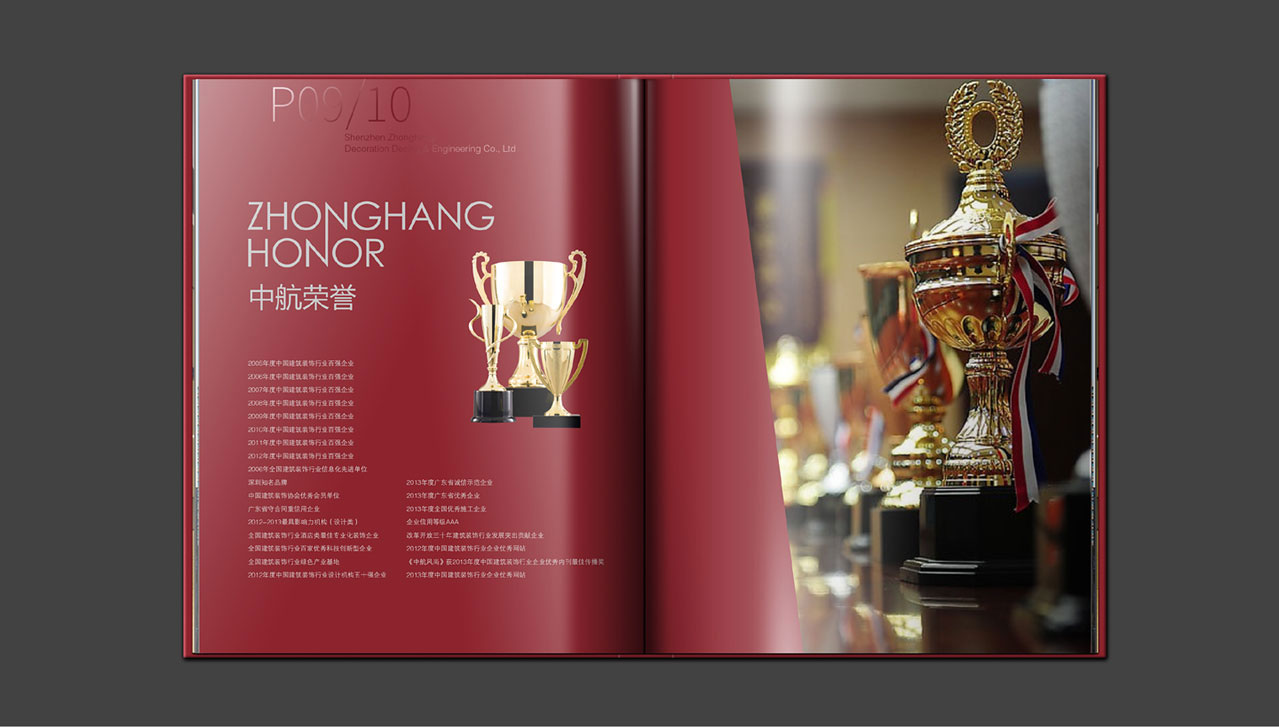 P09/10
Shenzhen Zhongh
Decoration De & Engineering Co., Ltd
ZHONGHANG
HONOR
中航荣誉
2005年度中国建筑装饰行业百强企业
2006年度中国建筑装饰行业百强企业
2007年度中国建筑装饰行业百强企业
2008年度中国建筑装饰行业百强企业
2009年度中国建筑装饰行业百强企业
2010年度中国建筑装饰行业百强企业
2011年度中国建筑装饰行业百强企业
2012年度中国建筑装饰行业百强企业
2006年全国建筑装饰行业信息化先进单位
深圳知名品牌
中国建筑装饰协会优秀会员单位
广东省守合同重信用企业
2012-2013最具影响力机构（设计类）
全国建筑装饰行业酒店类最佳专业化装饰企业
全国建筑装饰行业百家优秀科技创新型企业
全国建筑装饰行业绿色产业基地
2012年度中国建筑装饰行业设计机构五十强企业
2013年度广东省诚信示范企业
2013年度广东省优秀企业
2013年度全国优秀施工企业
企业信用等级AAA
改革开放三十年建筑装饰行业发展突出贡献企业
2012年度中国建筑装饰行业企业优秀网站
《中航风尚》获2013年度中国建筑装饰行业企业优秀内刊最佳传播奖
2013年度中国建筑装饰行业企业优秀网站